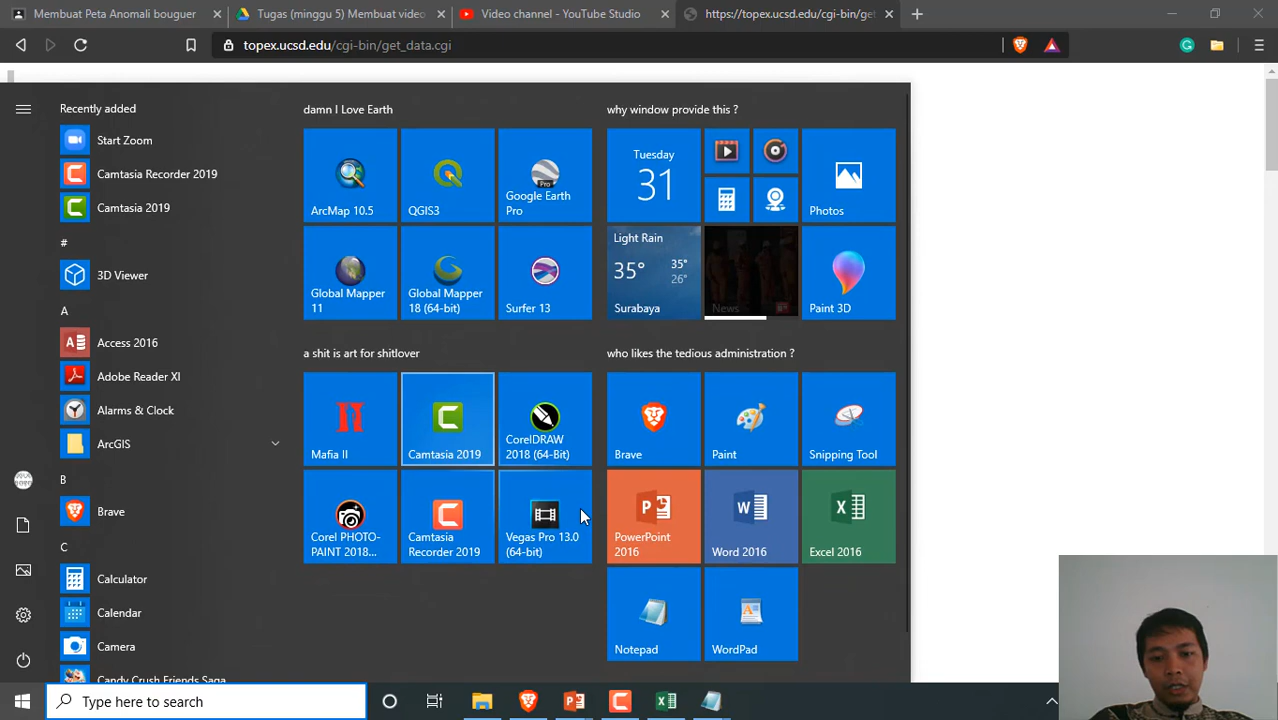 Membuat Peta Anomali bouguer
Tugas (minggu 5) Membuat video
Video channel - YouTube Studio
https://topex.ucsd.edu/cgi-bin/get
topex.ucsd.edu/cgi-bin/get_data.cgi
Recently added
Start Zoom
Camtasia Recorder 2019
Camtasia 2019
#
3D Viewer
A
Access 2016
Adobe Reader XI
Alarms & Clock
ArcGIS
B
Brave
C
Calculator
Calendar
Camera
Candy Crush Friends Saga
damn I Love Earth
ArcMap 10.5
QGIS3
Google Earth
Pro
Pro
Global Mapper
11
Global Mapper
18 (64-bit)
Surfer 13
a shit is art for shitlover
Mafia II
Camtasia 2019
CorelDRAW
2018 (64-Bit)
Corel PHOTO-
PAINT 2018...
Camtasia
Recorder 2019
Vegas Pro 13.0
(64-bit)
why window provide this ?
Tuesday
31
Photos
Light Rain
35°
35°
26°
Surabaya
News
Paint 3D
who likes the tedious administration ?
Brave
Paint
Snipping Tool
PowerPoint
2016
Word 2016
Excel 2016
Notepad
WordPad
Type here to search